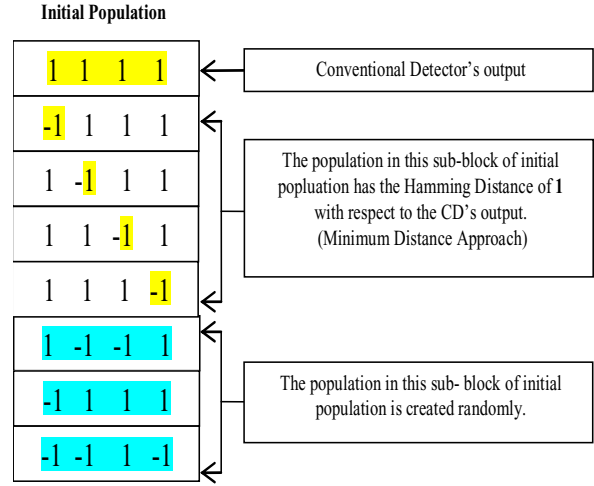 Initial Population
1 1 1 1
Conventional Detector's output
-1 1 1 1
1 -1 1 1
1 1 -1 1
1 1 1 -1
The population in this sub-block of initial
popluation has the Hamming Distance of 1
with respect to the CD's output.
(Minimum Distance Approach)
1 -1 -1 1
-1 1 1 1
-1 -1 1 -1
The population in this sub- block of initial
population is created randomly.